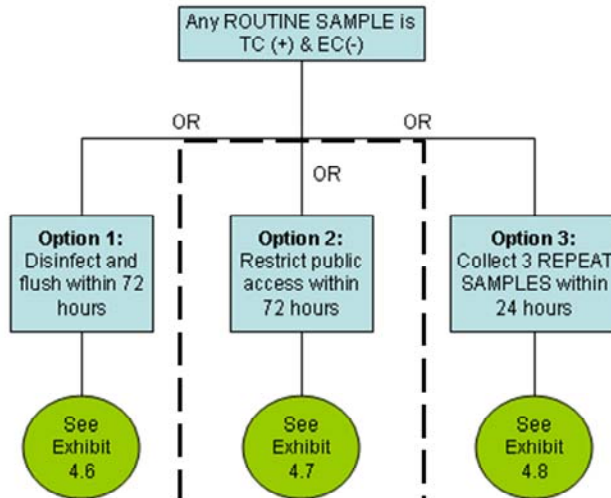 Any ROUTINE SAMPLE is
TC (+) & EC(-)
OR
OR
OR
Option 1:
Disinfect and
flush within 72
hours
Option 2:
Restrict public
access within
72 hours
Option 3:
Collect 3 REPEAT
SAMPLES within
24 hours
See
Exhibit
4.6
See
Exhibit
4.7
See
Exhibit
4.8